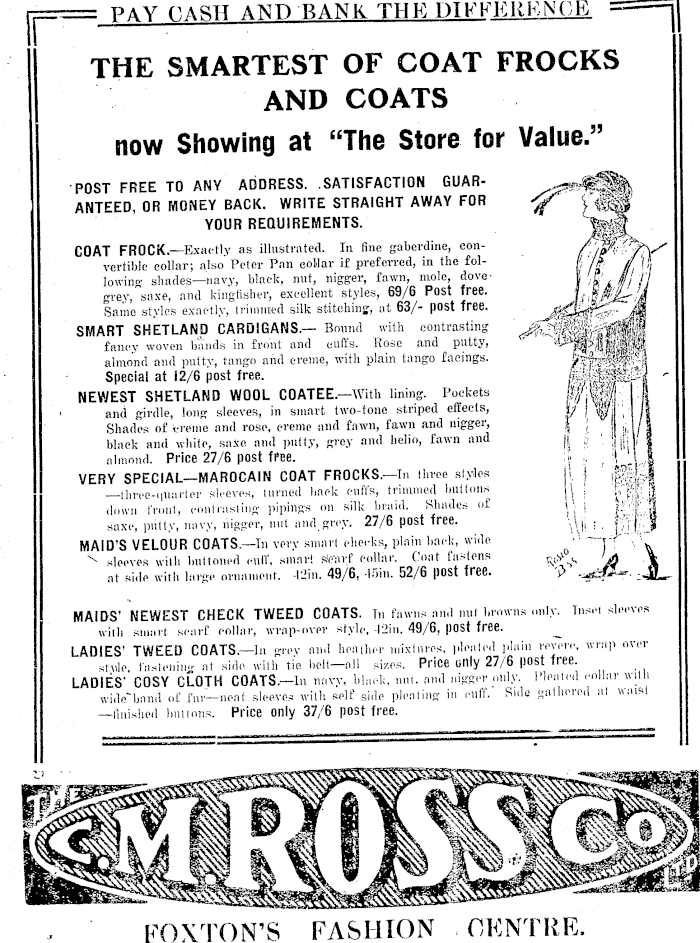 PAY CASH AND BANK THE DIFFERENCE
THE SMARTEST OF COAT FROCKS
AND COATS
now Showing at "The Store for Value."
POST FREE TO ANY ADDRESS. SATISFACTION GUAR-
ANTEED, OR MONEY BACK. WRITE STRAIGHT AWAY FOR
YOUR REQUIREMENTS.
COAT FROCK.—Exactly as illustrated. In fine gaberdine, con-
vertible collar; also Peter Pan collar if preferred, in the fol-
lowing shades—navy, black, nut, nigger, fawn, mole, dove-
grey, saxe, and kingfisher, excellent styles, 69/6 Post free.
Same styles exactly, trimmed silk stitching, at 63/- post free.
SMART SHETLAND CARDIGANS.— Bound with contrasting
fancy woven bands in front and cuffs. Rose and putty,
almond and putty, tango and creme, with plain tango facings.
Special at 12/6 post free.
NEWEST SHETLAND WOOL COATEE.—With lining. Pockets
and girdle, long sleeves, in smart two-tone striped effects,
Shades of creme and rose, creme and fawn, fawn and nigger,
black and white, saxe and putty, grey and helio, fawn and
almond. Price 27/6 post free.
VERY SPECIAL—MAROCAIN COAT FROCKS.—In three styles
—three-quarter sleeves, turned back cuffs, trimmed buttons
down front, contrasting pipings on silk braid. Shades of
saxe, putty, navy, nigger, nut and grey. 27/6 post free.
MAID'S VELOUR COATS.—In very smart checks, plain back, wide
sleeves with buttoned cuff, smart scarf collar. Coat fastens
at side with large ornament. 42in. 49/6, 45in. 52/6 post free.
MAIDS' NEWEST CHECK TWEED COATS. In fawns and nut browns only. Inset sleeves
with smart scarf collar, wrap-over style, 42in. 49/6, post free.
LADIES' TWEED COATS.—In grey and heather mixtures, pleated plain revere, wrap over
style, fastening at side with tie belt—all sizes. Price only 27/6 post free.
LADIES' COSY CLOTH COATS.—In navy, black, nut, and nigger only. Pleated collar with
wide band of fur—neat sleeves with self side pleating in cuff. Side gathered at waist
—finished buttons. Price only 37/6 post free.
THE
C.M. ROSS Co
LTD
FOXTON'S FASHION CENTRE.